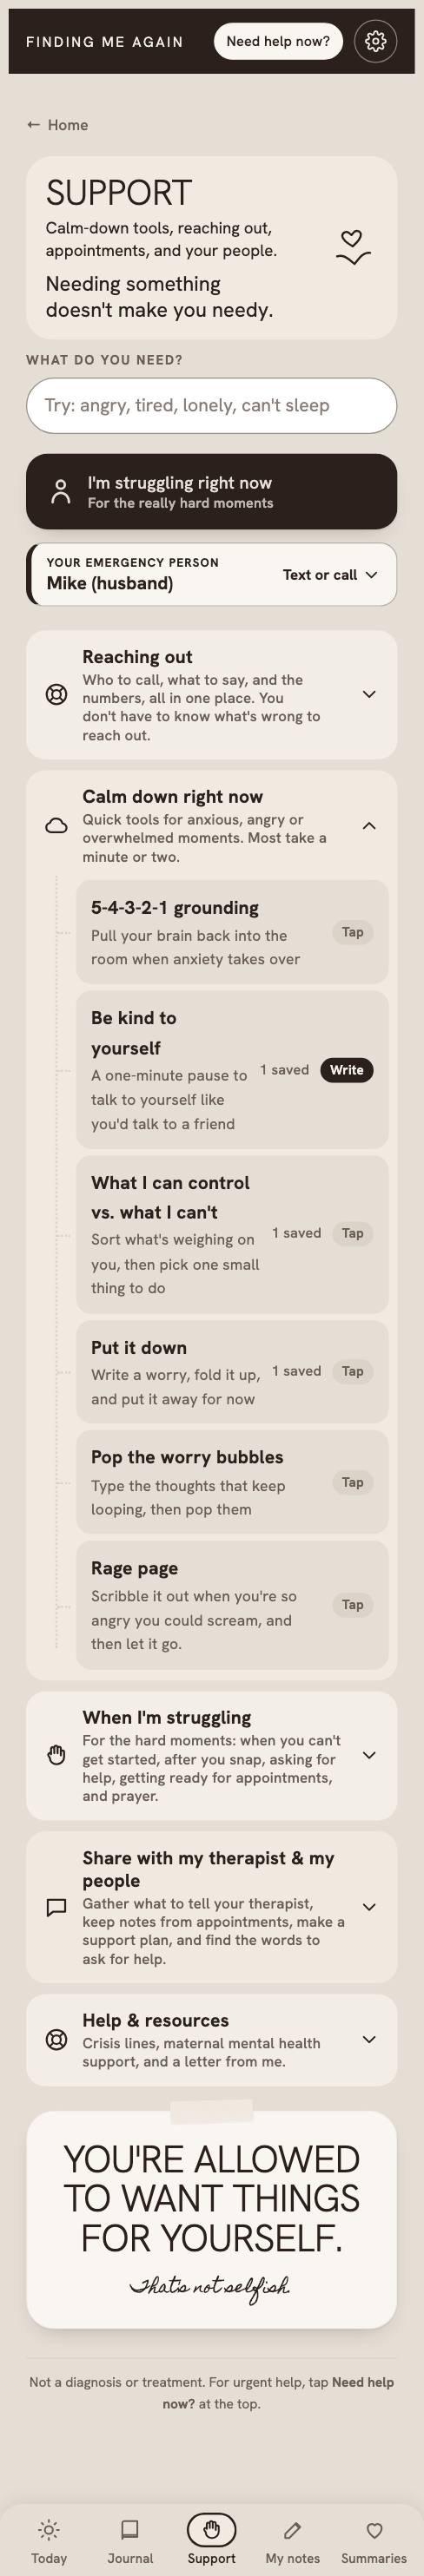 FINDING ME AGAIN
Need help now?
← Home
SUPPORT
Calm-down tools, reaching out,
appointments, and your people.
Needing something
doesn't make you needy.
WHAT DO YOU NEED?
Try: angry, tired, lonely, can't sleep
I'm struggling right now
For the really hard moments
YOUR EMERGENCY PERSON
Mike (husband)
Text or call
Reaching out
Who to call, what to say, and the
numbers, all in one place. You
don't have to know what's wrong to
reach out.
Calm down right now
Quick tools for anxious, angry or
overwhelmed moments. Most take a
minute or two.
5-4-3-2-1 grounding
Pull your brain back into the
room when anxiety takes over
Tap
Be kind to
yourself
A one-minute pause to
talk to yourself like
you'd talk to a friend
1 saved
Write
What I can control
vs. what I can't
Sort what's weighing on
you, then pick one small
thing to do
1 saved
Tap
Put it down
Write a worry, fold it up,
and put it away for now
1 saved
Tap
Pop the worry bubbles
Type the thoughts that keep
looping, then pop them
Tap
Rage page
Scribble it out when you're so
angry you could scream, and
then let it go.
Tap
When I'm struggling
For the hard moments: when you can't
get started, after you snap, asking for
help, getting ready for appointments,
and prayer.
Share with my therapist & my
people
Gather what to tell your therapist,
keep notes from appointments, make a
support plan, and find the words to
ask for help.
Help & resources
Crisis lines, maternal mental health
support, and a letter from me.
YOU'RE ALLOWED
TO WANT THINGS
FOR YOURSELF.
That's not selfish.
Not a diagnosis or treatment. For urgent help, tap Need help
now? at the top.
Today
Journal
Support
My notes
Summaries